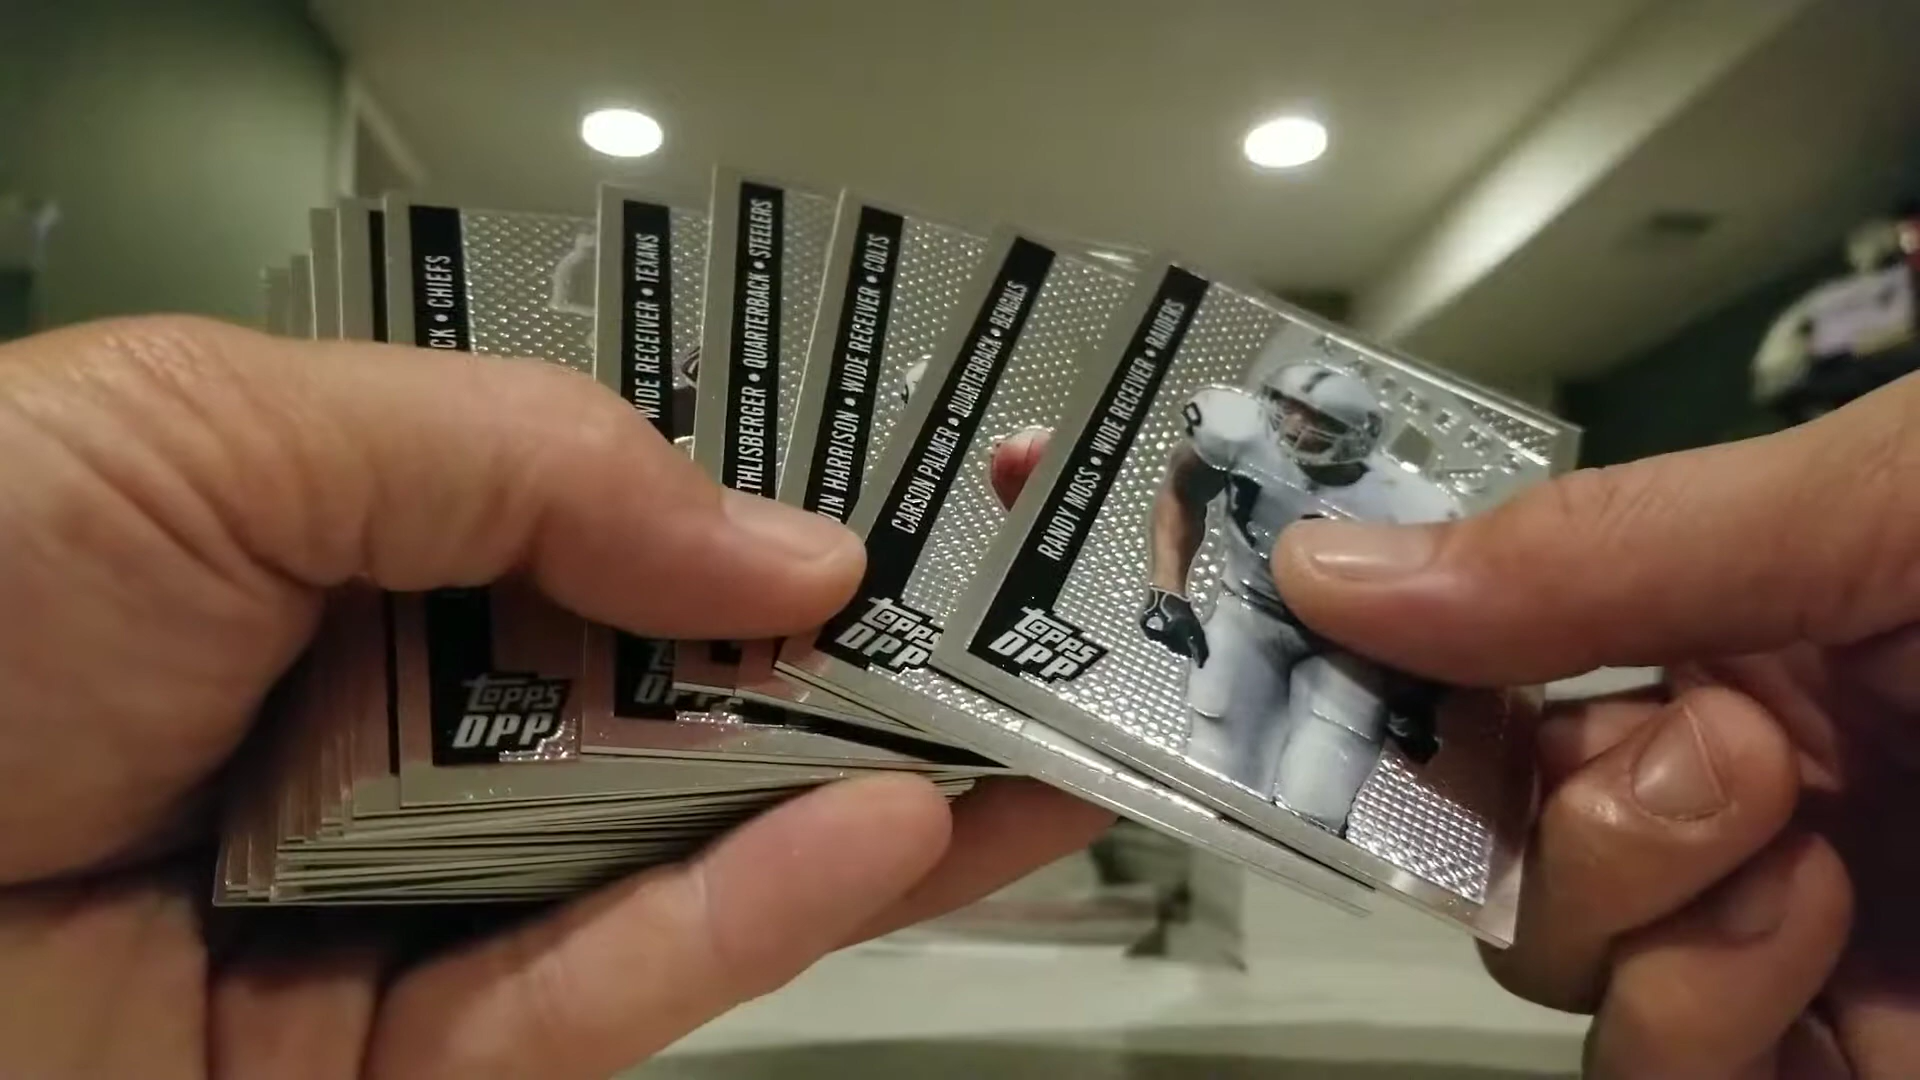 CK • CHIEFS
TOPPS
DPP
WIDE RECEIVER • TEXANS
THLISBERGER • QUARTERBACK • STEELERS
VIN HARRISON • WIDE RECEIVER • COLTS
CARSON PALMER • QUARTERBACK • BENGALS
TOPPS
DPP
RANDY MOSS • WIDE RECEIVER • RAIDERS
TOPPS
DPP